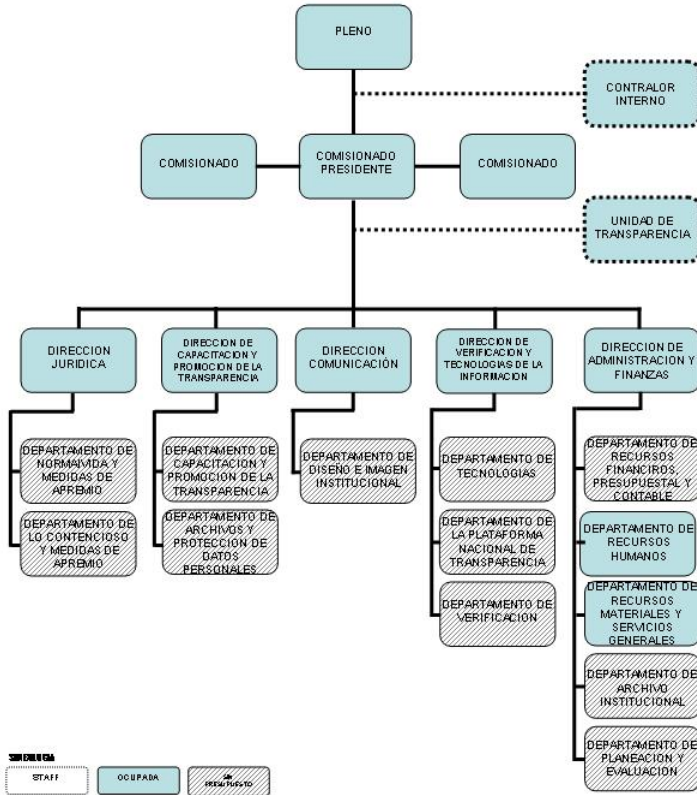 PLENO
CONTRALOR
INTERNO
COMISIONADO
COMISIONADO
PRESIDENTE
COMISIONADO
UNIDAD DE
TRANSPARENCIA
DIRECCION
JURIDICA
DIRECCION DE
CAPACITACION Y
PROMOCION DE LA
TRANSPARENCIA
DIRECCION
COMUNICACIÓN
DIRECCION DE
VERIFICACION Y
TECNOLOGIAS DE LA
INFORMACION
DIRECCION DE
ADMINISTRACION Y
FINANZAS
DEPARTAMENTO DE
NORMAIVIDA Y
MEDIDAS DE
APREMIO
DEPARTAMENTO DE
LO CONTENCIOSO
Y MEDIDAS DE
APREMIO
DEPARTAMENTO DE
CAPACITACION Y
PROMOCION DE LA
TRANSPARENCIA
DEPARTAMENTO DE
ARCHIVOS Y
PROTECCION DE
DATOS
PERSONALES
DEPARTAMENTO DE
DISEÑO E IMAGEN
INSTITUCIONAL
DEPARTAMENTO DE
TECNOLOGIAS
DEPARTAMENTO DE
LA PLATAFORMA
NACIONAL DE
TRANSPARENCIA
DEPARTAMENTO DE
VERIFICACION
DEPARTAMENTO DE
RECURSOS
FINANCIROS,
PRESUPUESTAL Y
CONTABLE
DEPARTAMENTO DE
RECURSOS
HUMANOS
DEPARTAMENTO DE
RECURSOS
MATERIALES Y
SERVICIOS
GENERALES
DEPARTAMENTO DE
ARCHIVO
INSTITUCIONAL
DEPARTAMENTO DE
PLANEACION Y
EVALUACION
STAFF
OCUPADA
PRESUPUESTO